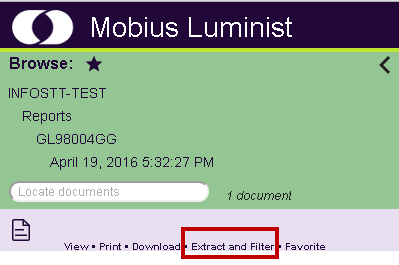 Mobius Luminist
Browse:
INFOSTT-TEST
Reports
GL98004GG
April 19, 2016 5:32:27 PM
Locate documents
1 document
View • Print • Download • Extract and Filter • Favorite